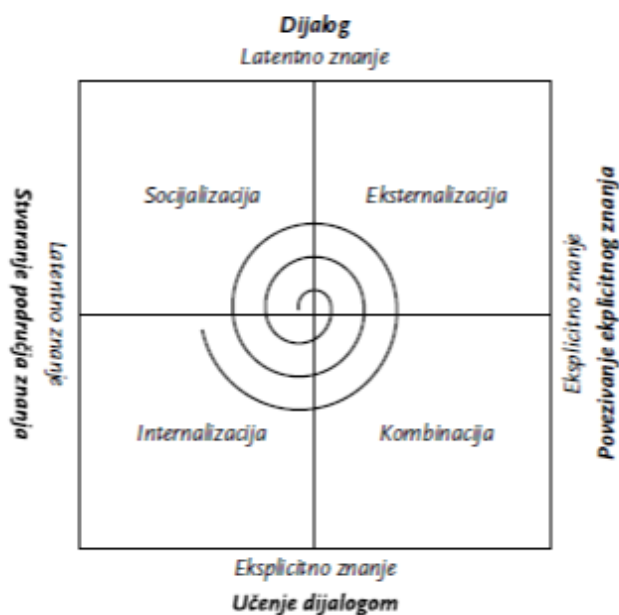 Dijalog
Latentno znanje
Socijalizacija
Eksternalizacija
Stvaranje područja znanja
Latentno znanje
Eksplicitno znanje
Povezivanje ekplicitnog znanja
Internalizacija
Kombinacija
Eksplicitno znanje
Učenje dijalogom